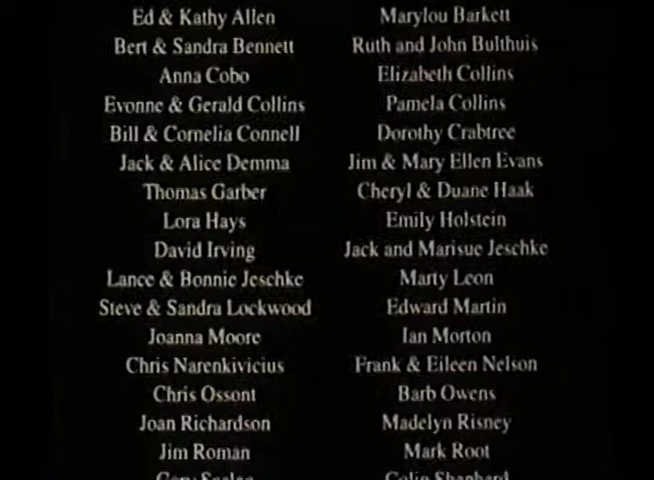 Ed & Kathy Allen
Marylou Barkett
Bert & Sandra Bennett
Ruth and John Bulthuis
Anna Cobo
Elizabeth Collins
Evonne & Gerald Collins
Pamela Collins
Bill & Cornelia Connell
Dorothy Crabtree
Jack & Alice Demma
Jim & Mary Ellen Evans
Thomas Garber
Cheryl & Duane Haak
Lora Hays
Emily Holstein
David Irving
Jack and Marisue Jeschke
Lance & Bonnie Jeschke
Marty Leon
Steve & Sandra Lockwood
Edward Martin
Joanna Moore
Ian Morton
Chris Narenkivicius
Frank & Eileen Nelson
Chris Ossont
Barb Owens
Joan Richardson
Madelyn Risney
Jim Roman
Mark Root